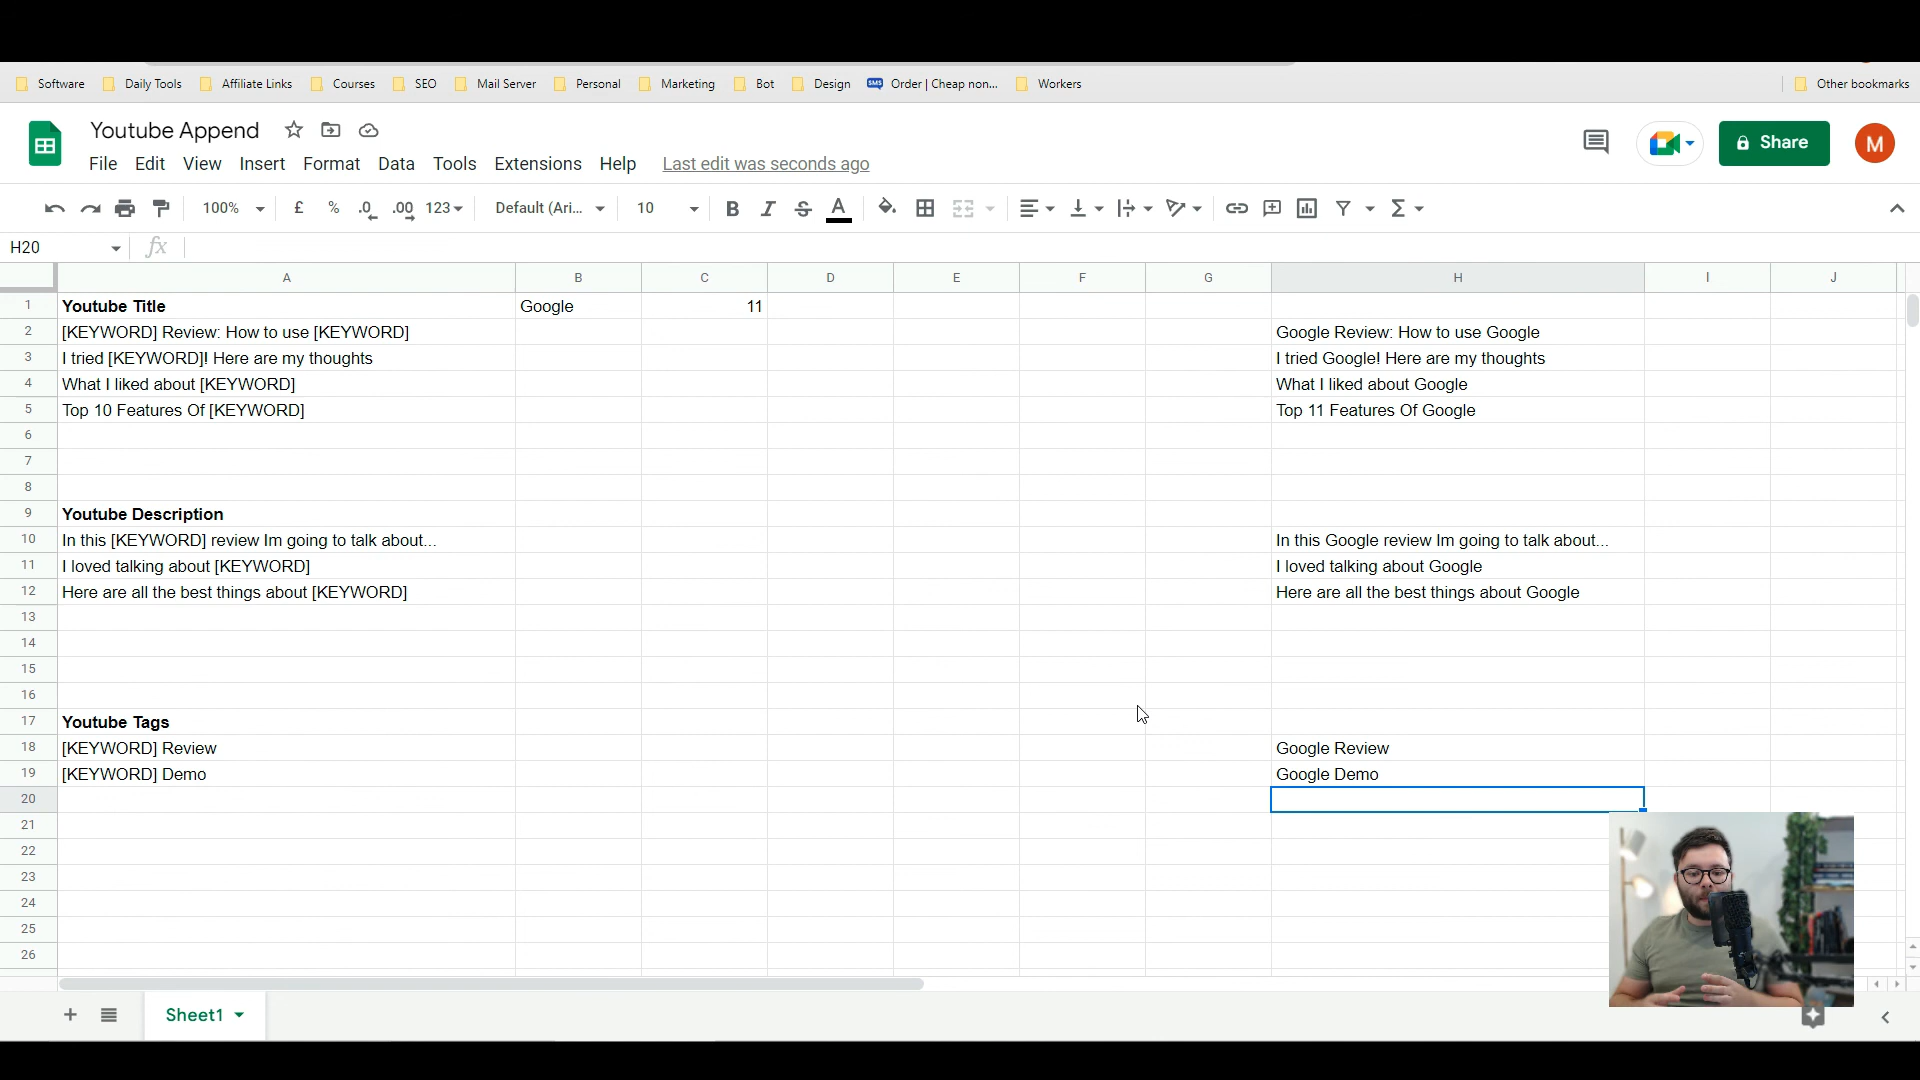 Software Daily Tools Affiliate Links Courses SEO Mail Server Personal Marketing Bot Design SMS Order | Cheap non... Workers Other bookmarks
Youtube Append
File Edit View Insert Format Data Tools Extensions Help Last edit was seconds ago
Share
M
100% £ % .0 .00 123 Default (Ari... 10 B I S A Σ
H20 fx
A B C D E F G H I J
1 Youtube Title Google 11
2 [KEYWORD] Review: How to use [KEYWORD] Google Review: How to use Google
3 I tried [KEYWORD]! Here are my thoughts I tried Google! Here are my thoughts
4 What I liked about [KEYWORD] What I liked about Google
5 Top 10 Features Of [KEYWORD] Top 11 Features Of Google
6
7
8
9 Youtube Description
10 In this [KEYWORD] review Im going to talk about... In this Google review Im going to talk about...
11 I loved talking about [KEYWORD] I loved talking about Google
12 Here are all the best things about [KEYWORD] Here are all the best things about Google
13
14
15
16
17 Youtube Tags
18 [KEYWORD] Review Google Review
19 [KEYWORD] Demo Google Demo
20
21
22
23
24
25
26
Sheet1